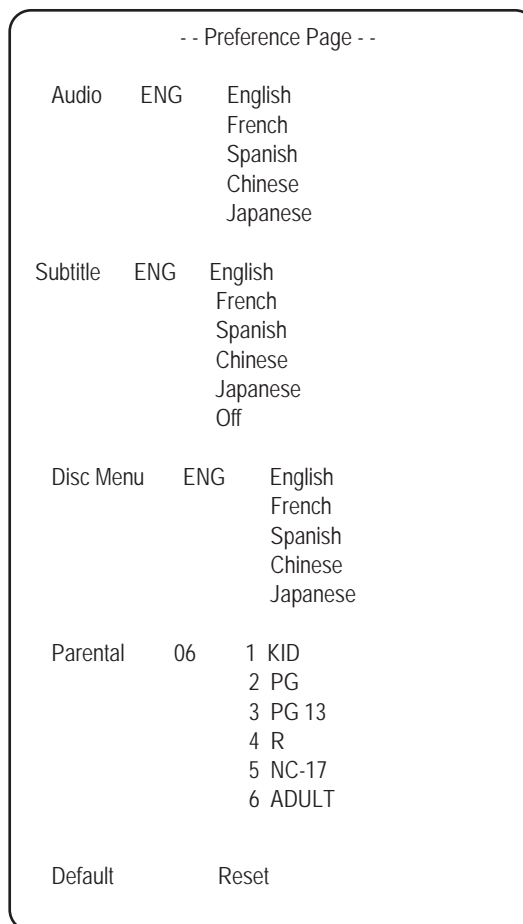 - - Preference Page - -
Audio ENG English
French
Spanish
Chinese
Japanese
Subtitle ENG English
French
Spanish
Chinese
Japanese
Off
Disc Menu ENG English
French
Spanish
Chinese
Japanese
Parental 06 1 KID
2 PG
3 PG 13
4 R
5 NC-17
6 ADULT
Default Reset